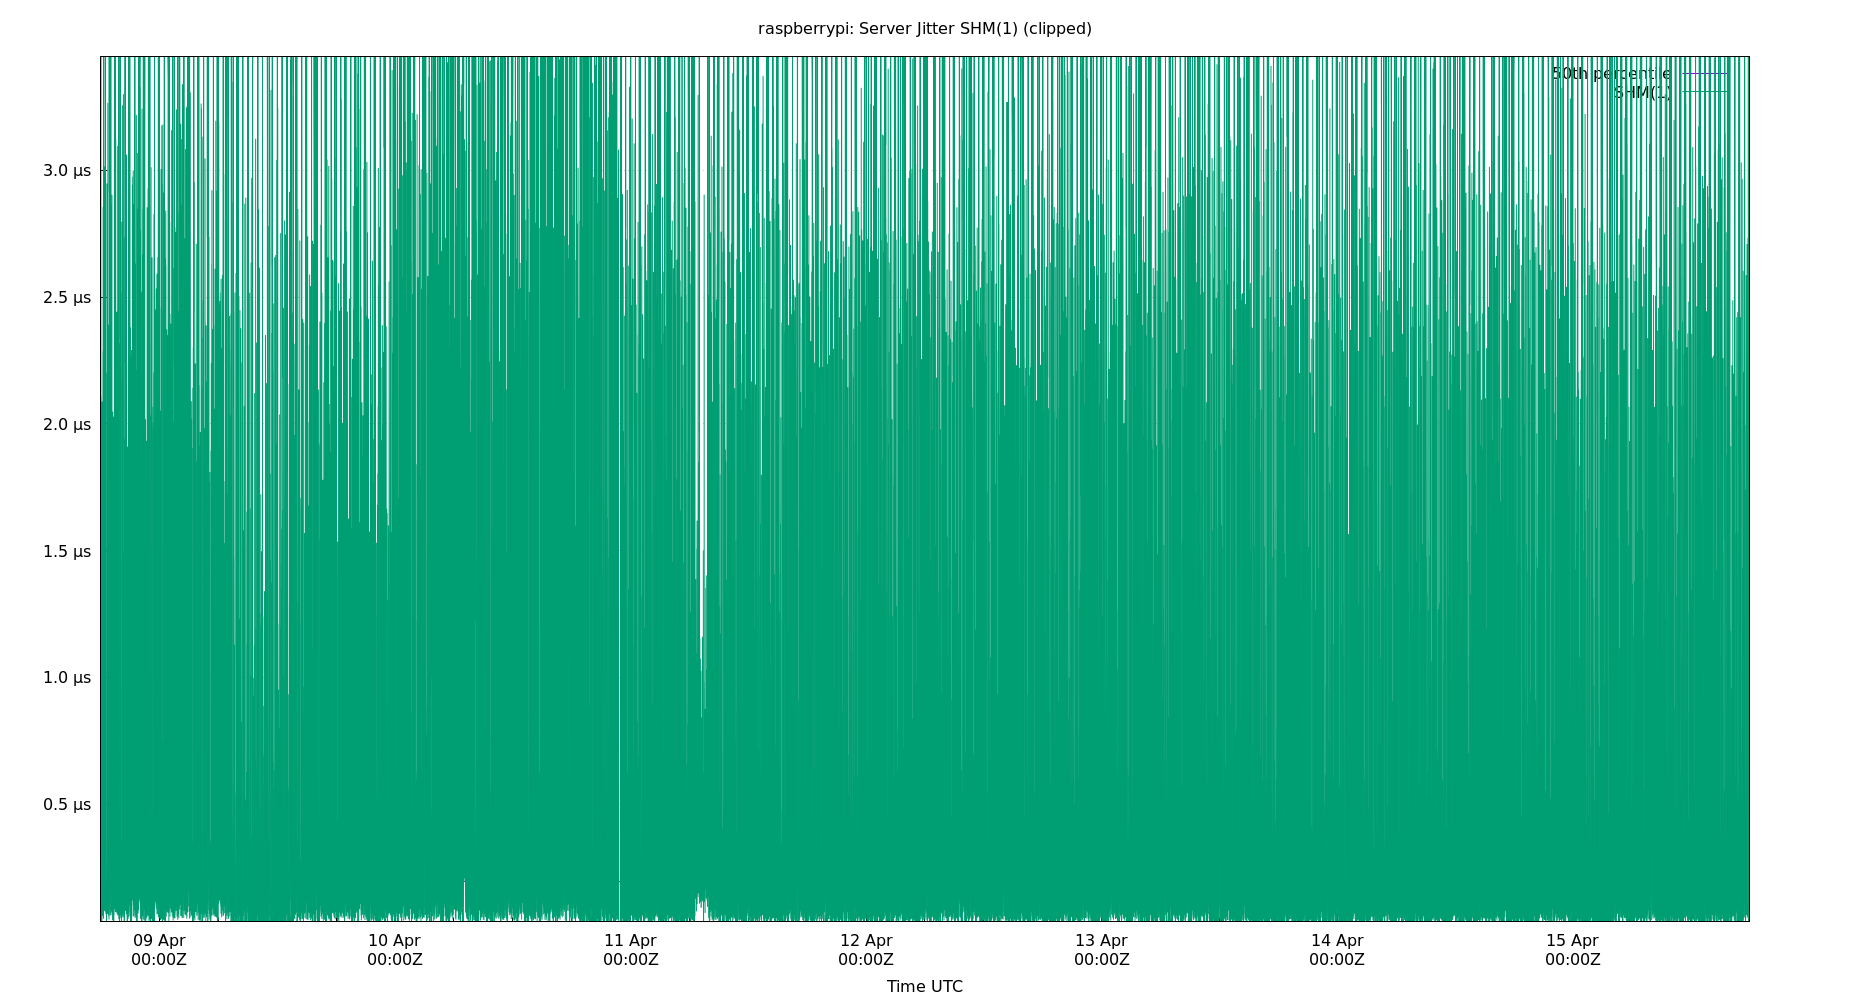 raspberrypi: Server Jitter SHM(1) (clipped)
50th percentile
SHM(1)
3.0 µs
2.5 µs
2.0 µs
1.5 µs
1.0 µs
0.5 µs
09 Apr 10 Apr 11 Apr 12 Apr 13 Apr 14 Apr 15 Apr
00:00Z 00:00Z 00:00Z 00:00Z 00:00Z 00:00Z 00:00Z
Time UTC